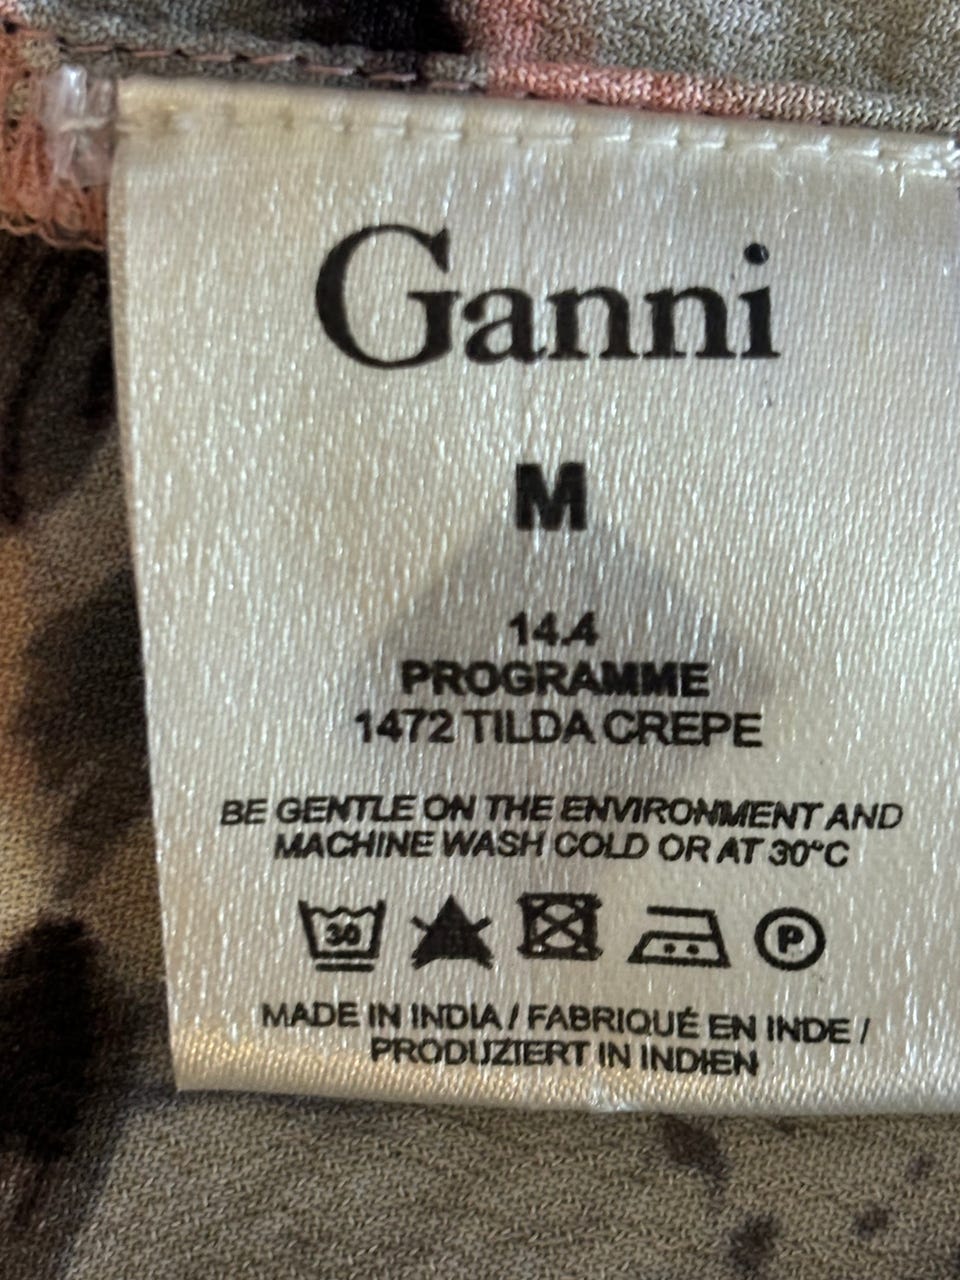 Ganni
M
14.4
PROGRAMME
1472 TILDA CREPE
BE GENTLE ON THE ENVIRONMENT AND
MACHINE WASH COLD OR AT 30°C
30 P
MADE IN INDIA / FABRIQUÉ EN INDE /
PRODUZIERT IN INDIEN